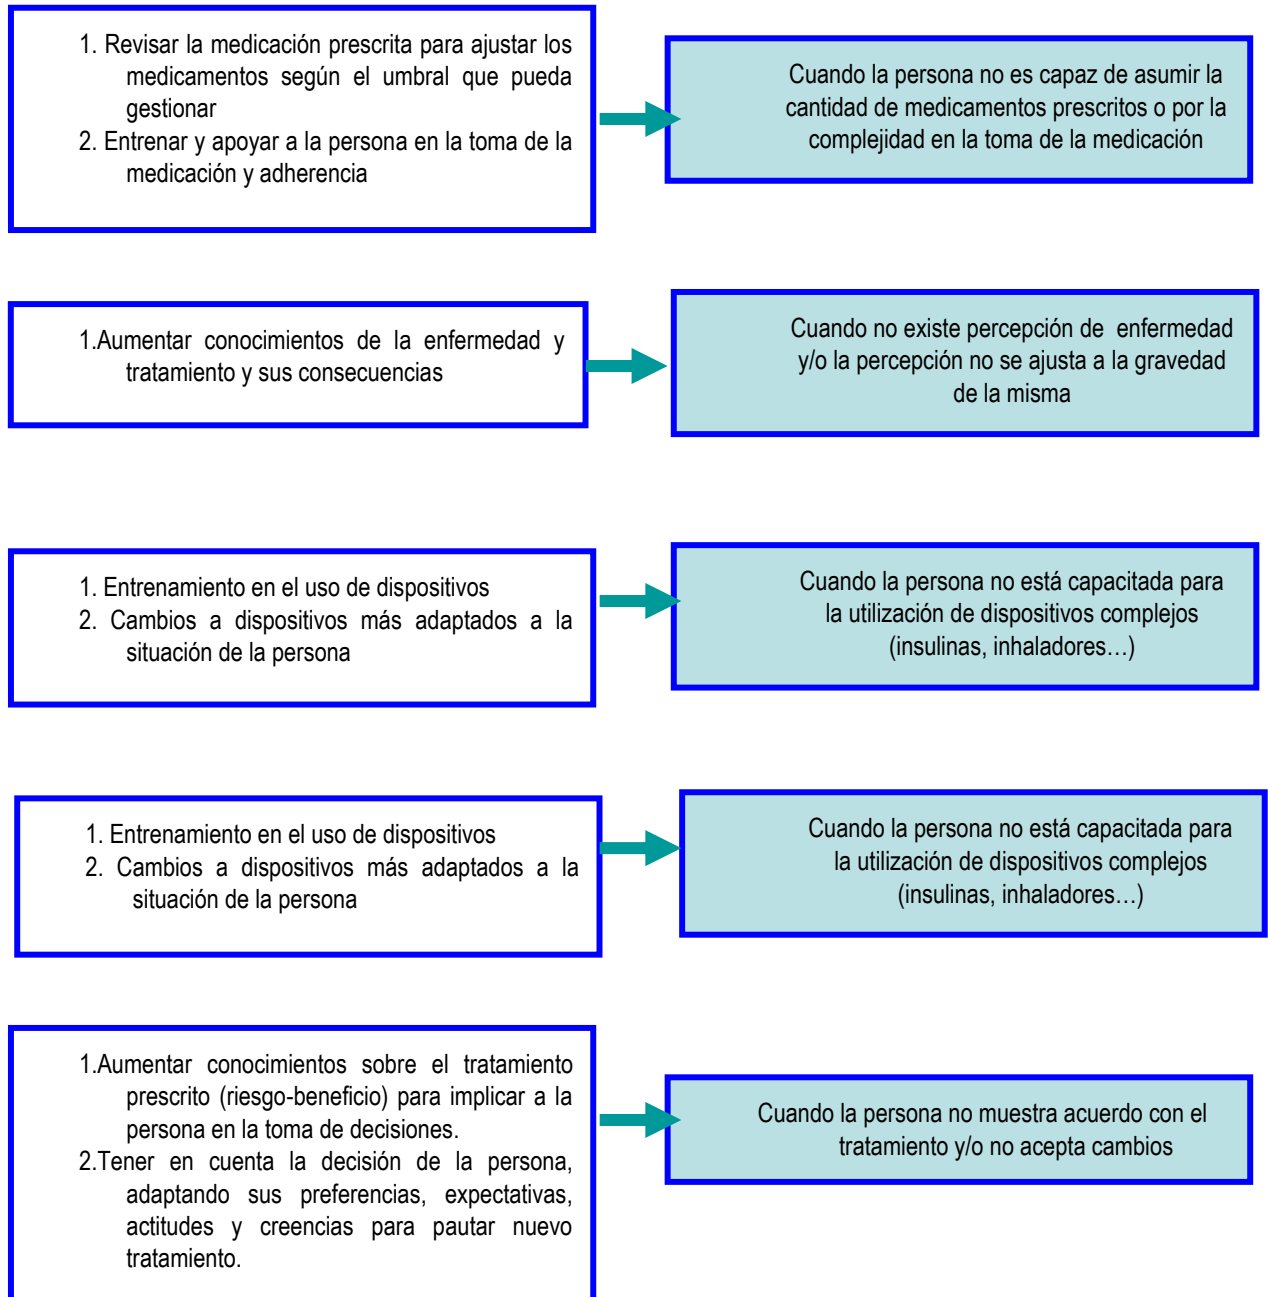 1. Revisar la medicación prescrita para ajustar los
medicamentos según el umbral que pueda
gestionar
2. Entrenar y apoyar a la persona en la toma de la
medicación y adherencia
Cuando la persona no es capaz de asumir la
cantidad de medicamentos prescritos o por la
complejidad en la toma de la medicación
1.Aumentar conocimientos de la enfermedad y
tratamiento y sus consecuencias
Cuando no existe percepción de enfermedad
y/o la percepción no se ajusta a la gravedad
de la misma
1. Entrenamiento en el uso de dispositivos
2. Cambios a dispositivos más adaptados a la
situación de la persona
Cuando la persona no está capacitada para
la utilización de dispositivos complejos
(insulinas, inhaladores…)
1. Entrenamiento en el uso de dispositivos
2. Cambios a dispositivos más adaptados a la
situación de la persona
Cuando la persona no está capacitada para
la utilización de dispositivos complejos
(insulinas, inhaladores…)
1.Aumentar conocimientos sobre el tratamiento
prescrito (riesgo-beneficio) para implicar a la
persona en la toma de decisiones.
2.Tener en cuenta la decisión de la persona,
adaptando sus preferencias, expectativas,
actitudes y creencias para pautar nuevo
tratamiento.
Cuando la persona no muestra acuerdo con el
tratamiento y/o no acepta cambios